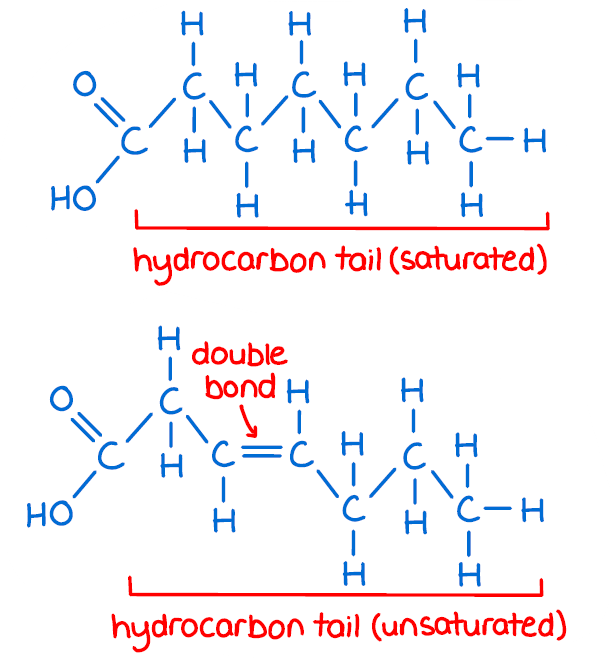 H H H
O C H C H C H
C H C H C H C H
HO H H H
hydrocarbon tail (saturated)
H
double
O C bond H H
C H C C H C H
HO H C H C H
H H
hydrocarbon tail (unsaturated)